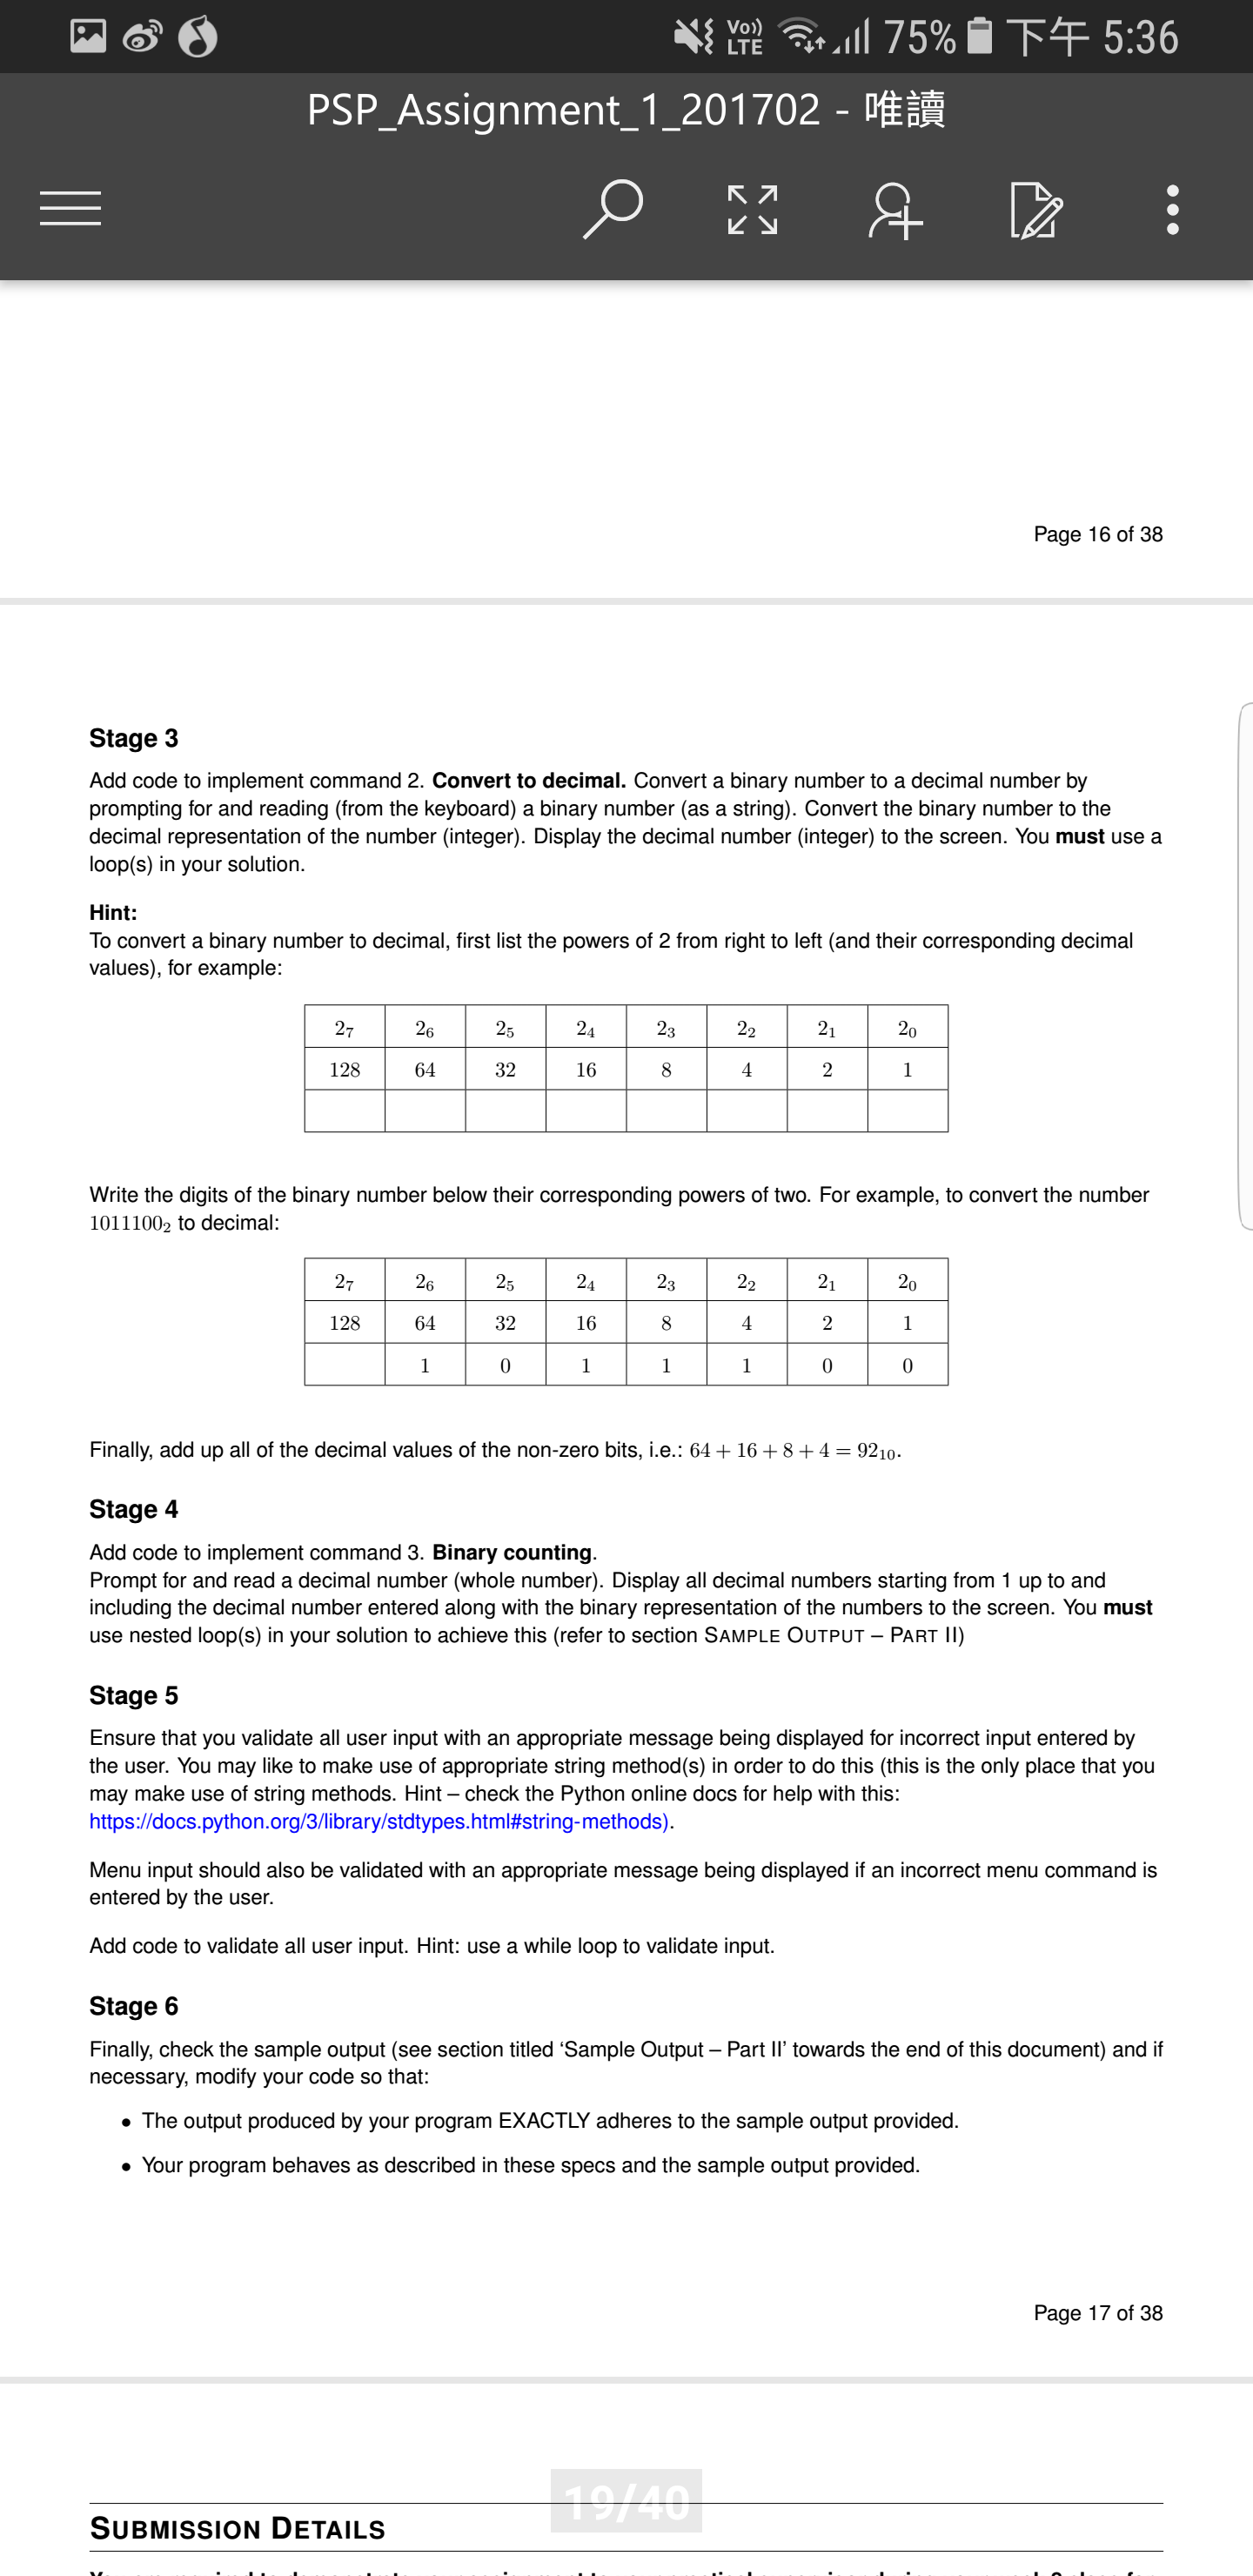 Vo)) LTE 75% 下午 5:36
PSP_Assignment_1_201702 - 唯讀
Page 16 of 38
Stage 3
Add code to implement command 2. Convert to decimal. Convert a binary number to a decimal number by
prompting for and reading (from the keyboard) a binary number (as a string). Convert the binary number to the
decimal representation of the number (integer). Display the decimal number (integer) to the screen. You must use a
loop(s) in your solution.
Hint:
To convert a binary number to decimal, first list the powers of 2 from right to left (and their corresponding decimal
values), for example:
2₇ 2₆ 2₅ 2₄ 2₃ 2₂ 2₁ 2₀
128 64 32 16 8 4 2 1
Write the digits of the binary number below their corresponding powers of two. For example, to convert the number
1011100₂ to decimal:
2₇ 2₆ 2₅ 2₄ 2₃ 2₂ 2₁ 2₀
128 64 32 16 8 4 2 1
1 0 1 1 1 0 0
Finally, add up all of the decimal values of the non-zero bits, i.e.: 64 + 16 + 8 + 4 = 92₁₀.
Stage 4
Add code to implement command 3. Binary counting.
Prompt for and read a decimal number (whole number). Display all decimal numbers starting from 1 up to and
including the decimal number entered along with the binary representation of the numbers to the screen. You must
use nested loop(s) in your solution to achieve this (refer to section SAMPLE OUTPUT – PART II)
Stage 5
Ensure that you validate all user input with an appropriate message being displayed for incorrect input entered by
the user. You may like to make use of appropriate string method(s) in order to do this (this is the only place that you
may make use of string methods. Hint – check the Python online docs for help with this:
https://docs.python.org/3/library/stdtypes.html#string-methods).
Menu input should also be validated with an appropriate message being displayed if an incorrect menu command is
entered by the user.
Add code to validate all user input. Hint: use a while loop to validate input.
Stage 6
Finally, check the sample output (see section titled ‘Sample Output – Part II’ towards the end of this document) and if
necessary, modify your code so that:
• The output produced by your program EXACTLY adheres to the sample output provided.
• Your program behaves as described in these specs and the sample output provided.
Page 17 of 38
19/40
SUBMISSION DETAILS